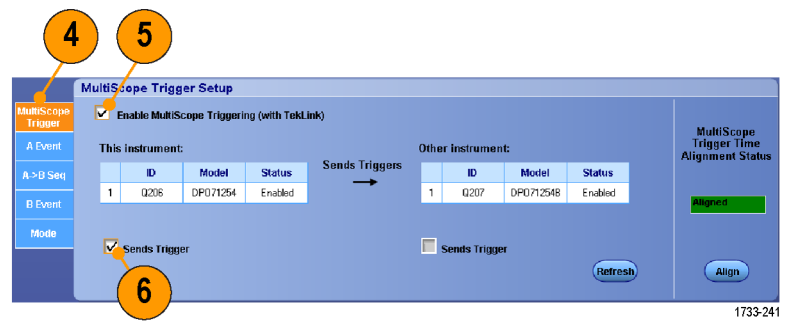 4
5
MultiScope Trigger Setup
MultiScope
Trigger
A Event
A->B Seq
B Event
Mode
Enable MultiScope Triggering (with TekLink)
This instrument:
ID Model Status
1 Q206 DPO71254 Enabled
Sends Trigger
6
Sends Triggers
Other instrument:
ID Model Status
1 Q207 DPO71254B Enabled
Sends Trigger
Refresh
MultiScope
Trigger Time
Alignment Status
Aligned
Align
1733-241